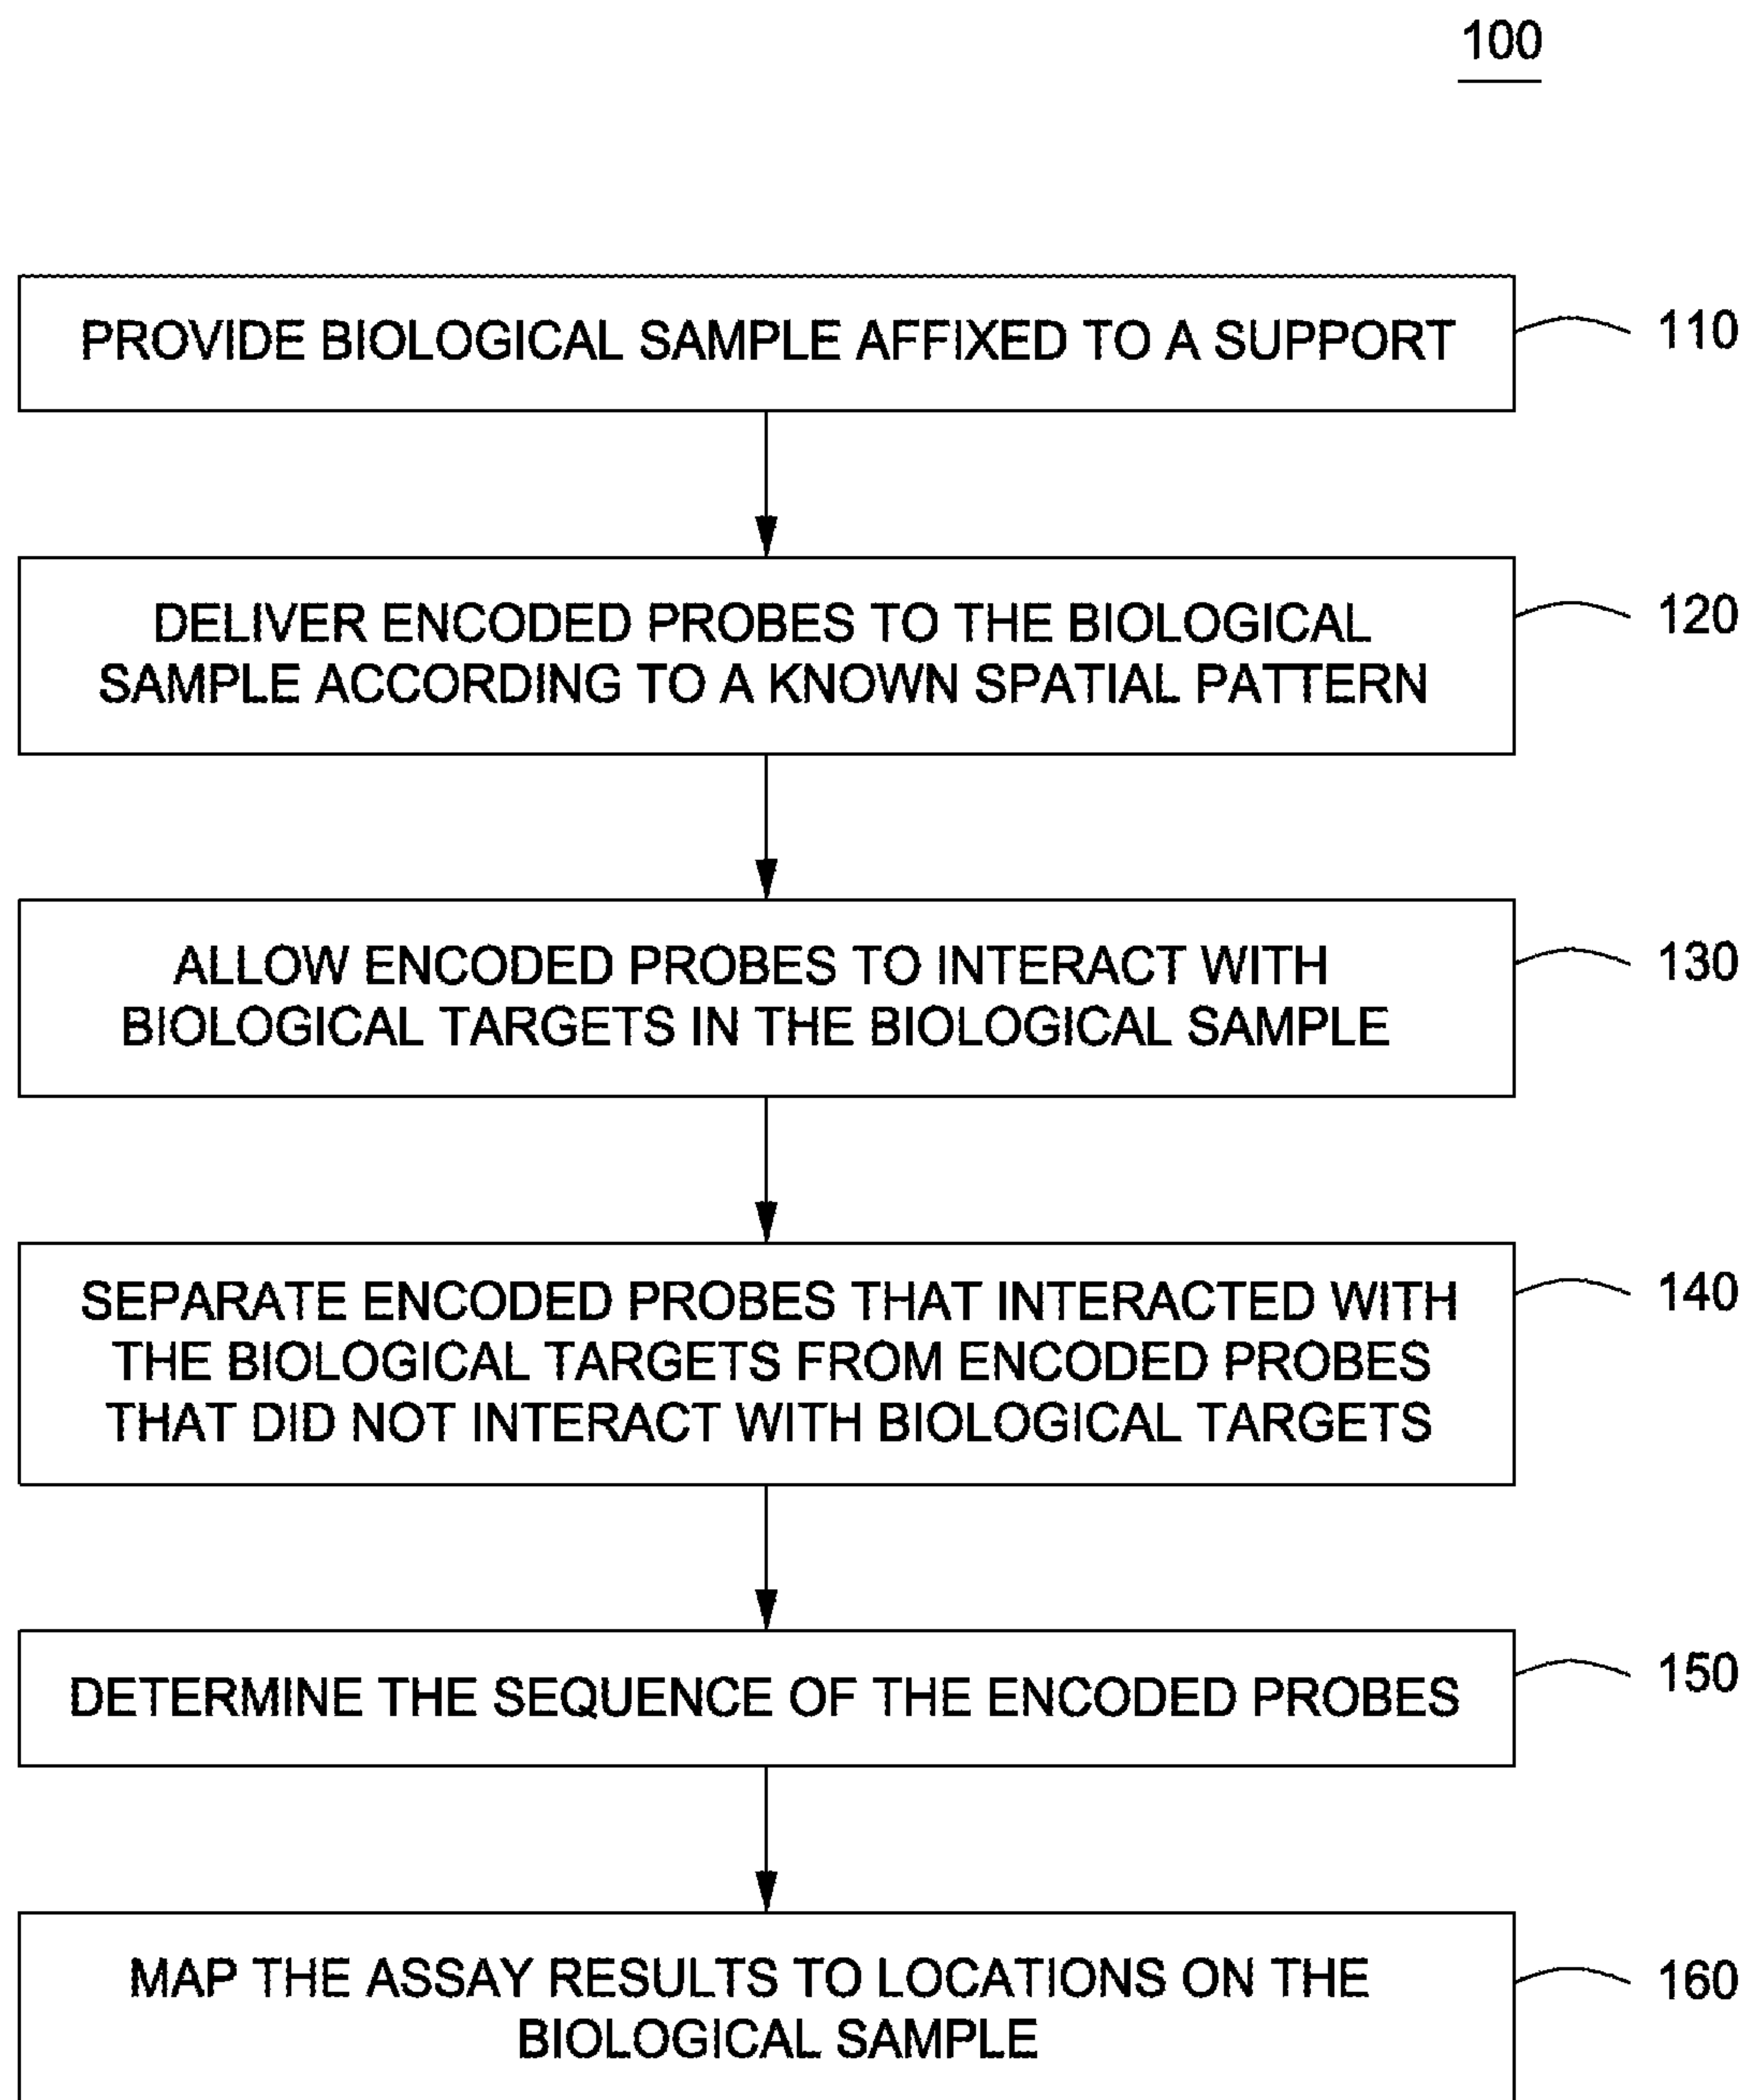 100
PROVIDE BIOLOGICAL SAMPLE AFFIXED TO A SUPPORT
110
DELIVER ENCODED PROBES TO THE BIOLOGICAL
SAMPLE ACCORDING TO A KNOWN SPATIAL PATTERN
120
ALLOW ENCODED PROBES TO INTERACT WITH
BIOLOGICAL TARGETS IN THE BIOLOGICAL SAMPLE
130
SEPARATE ENCODED PROBES THAT INTERACTED WITH
THE BIOLOGICAL TARGETS FROM ENCODED PROBES
THAT DID NOT INTERACT WITH BIOLOGICAL TARGETS
140
DETERMINE THE SEQUENCE OF THE ENCODED PROBES
150
MAP THE ASSAY RESULTS TO LOCATIONS ON THE
BIOLOGICAL SAMPLE
160